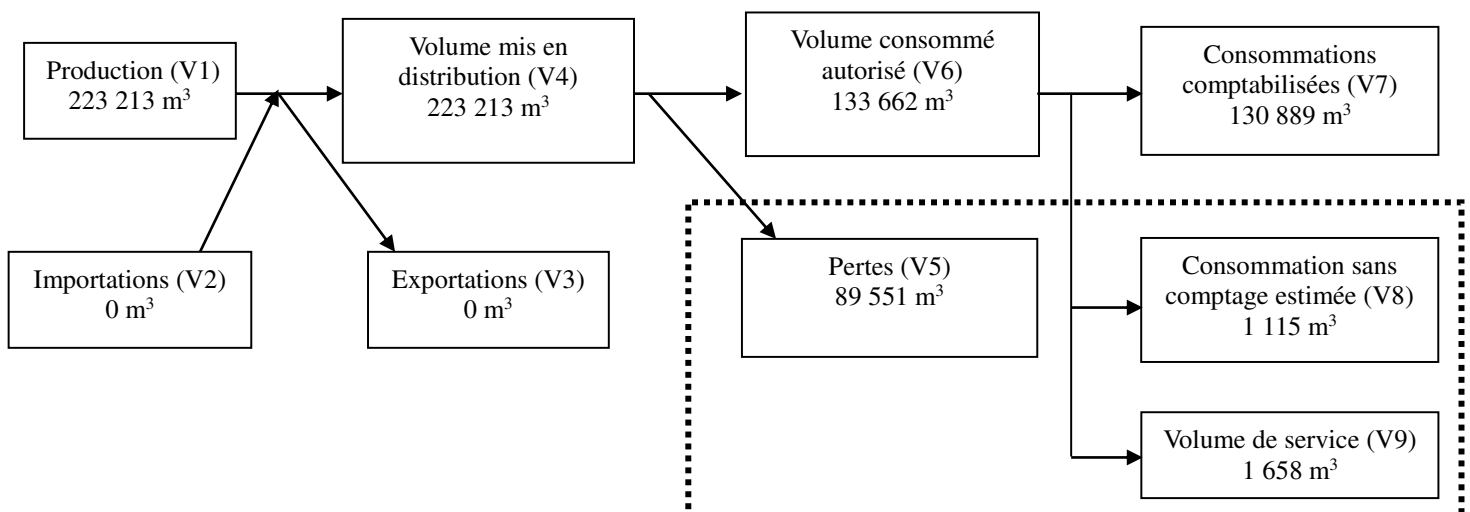 Production (V1)
223 213 m³
Volume mis en
distribution (V4)
223 213 m³
Volume consommé
autorisé (V6)
133 662 m³
Consommations
comptabilisées (V7)
130 889 m³
Importations (V2)
0 m³
Exportations (V3)
0 m³
Pertes (V5)
89 551 m³
Consommation sans
comptage estimée (V8)
1 115 m³
Volume de service (V9)
1 658 m³